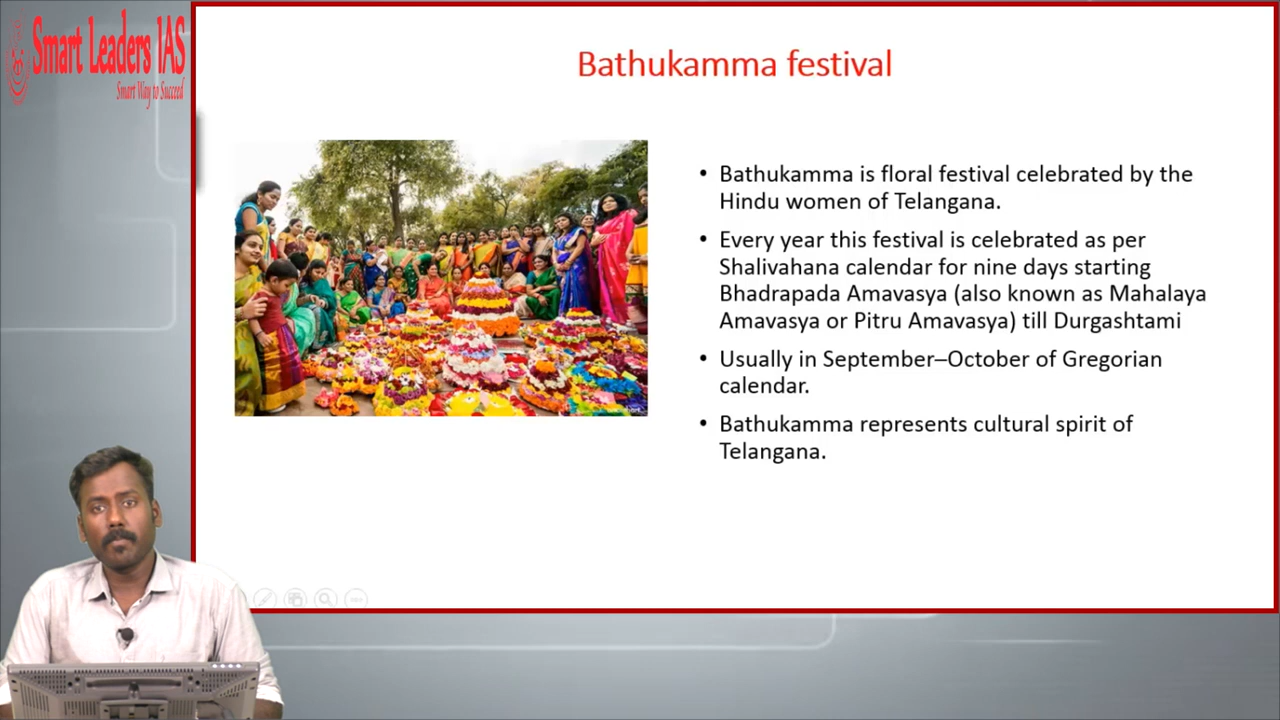 Smart Leaders IAS
Smart Way to Succeed
Bathukamma festival
• Bathukamma is floral festival celebrated by the
Hindu women of Telangana.
• Every year this festival is celebrated as per
Shalivahana calendar for nine days starting
Bhadrapada Amavasya (also known as Mahalaya
Amavasya or Pitru Amavasya) till Durgashtami
• Usually in September–October of Gregorian
calendar.
• Bathukamma represents cultural spirit of
Telangana.